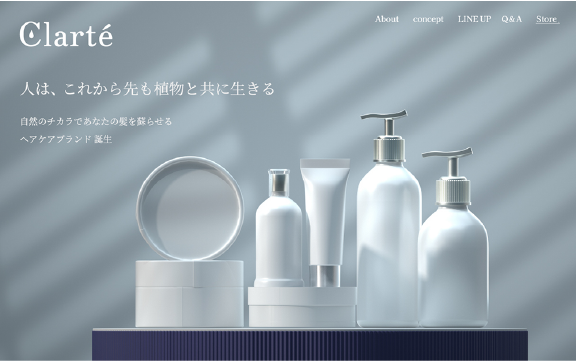 Clarté
About concept LINE UP Q&A Store
人は、これから先も植物と共に生きる
自然のチカラであなたの髪を蘇らせる
ヘアケアブランド 誕生